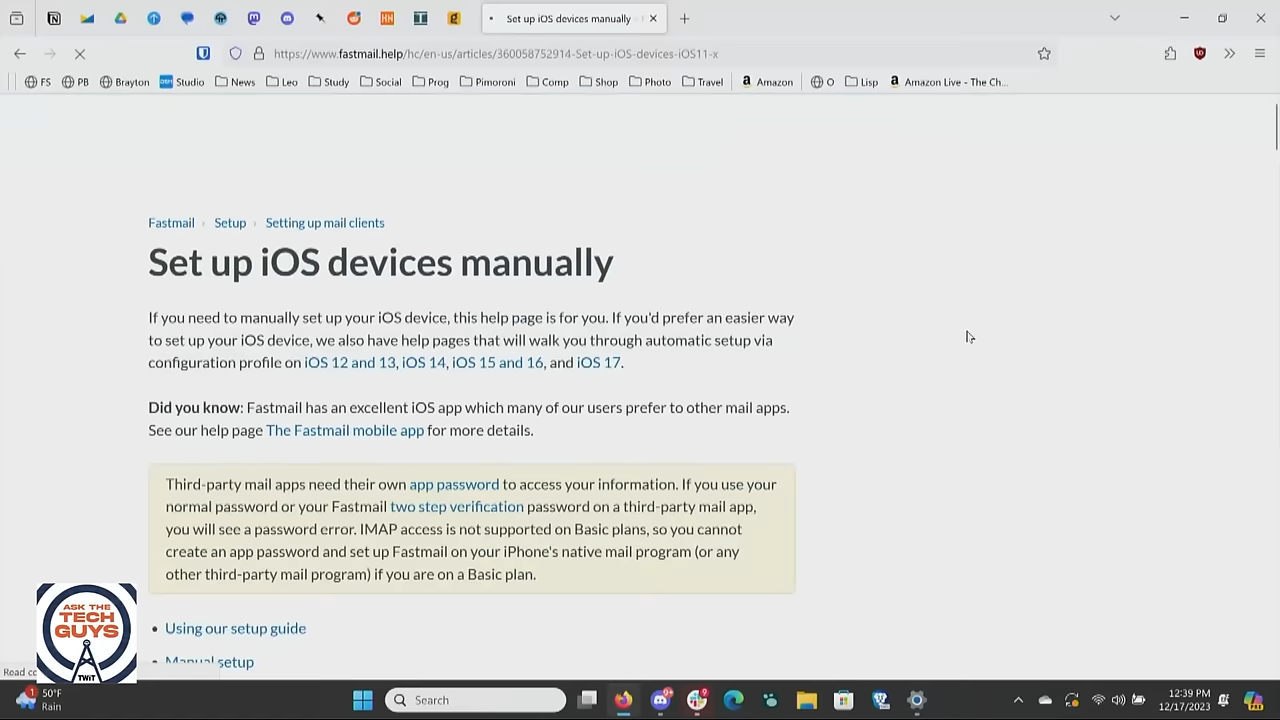 Set up iOS devices manually
https://www.fastmail.help/hc/en-us/articles/360058752914-Set-up-iOS-devices-iOS11-x
FS PB Brayton Studio News Leo Study Social Prog Pimoroni Comp Shop Photo Travel Amazon O Lisp Amazon Live - The Ch...
Fastmail › Setup › Setting up mail clients
Set up iOS devices manually
If you need to manually set up your iOS device, this help page is for you. If you'd prefer an easier way
to set up your iOS device, we also have help pages that will walk you through automatic setup via
configuration profile on iOS 12 and 13, iOS 14, iOS 15 and 16, and iOS 17.
Did you know: Fastmail has an excellent iOS app which many of our users prefer to other mail apps.
See our help page The Fastmail mobile app for more details.
Third-party mail apps need their own app password to access your information. If you use your
normal password or your Fastmail two step verification password on a third-party mail app,
you will see a password error. IMAP access is not supported on Basic plans, so you cannot
create an app password and set up Fastmail on your iPhone's native mail program (or any
other third-party mail program) if you are on a Basic plan.
• Using our setup guide
• Manual setup
ASK THE
TECH
GUYS
TWiT
Read
50°F
Rain
Search
12:39 PM
12/17/2023